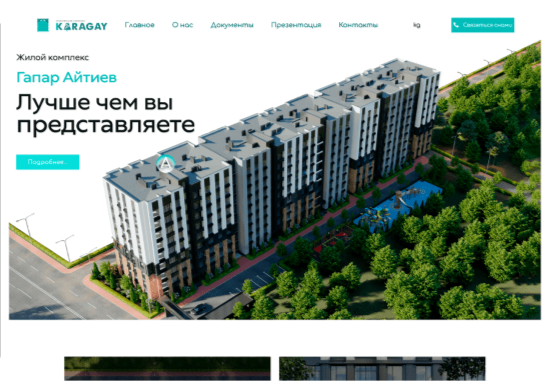 KARAGAY
Главное О нас Документы Презентация Контакты kg Связаться с нами
Жилой комплекс
Гапар Айтиев
Лучше чем вы
представляете
Подробнее